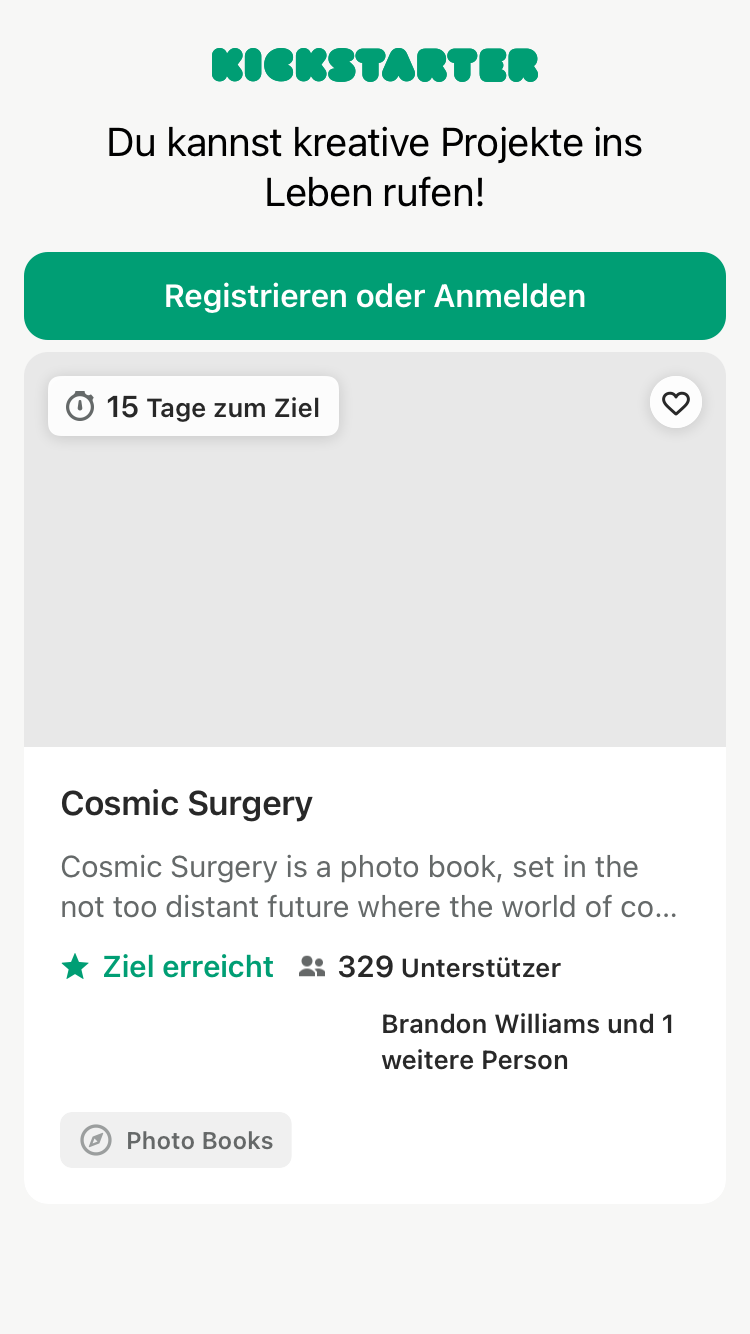 KICKSTARTER
Du kannst kreative Projekte ins
Leben rufen!
Registrieren oder Anmelden
15 Tage zum Ziel
Cosmic Surgery
Cosmic Surgery is a photo book, set in the
not too distant future where the world of co...
Ziel erreicht 329 Unterstützer
Brandon Williams und 1
weitere Person
Photo Books